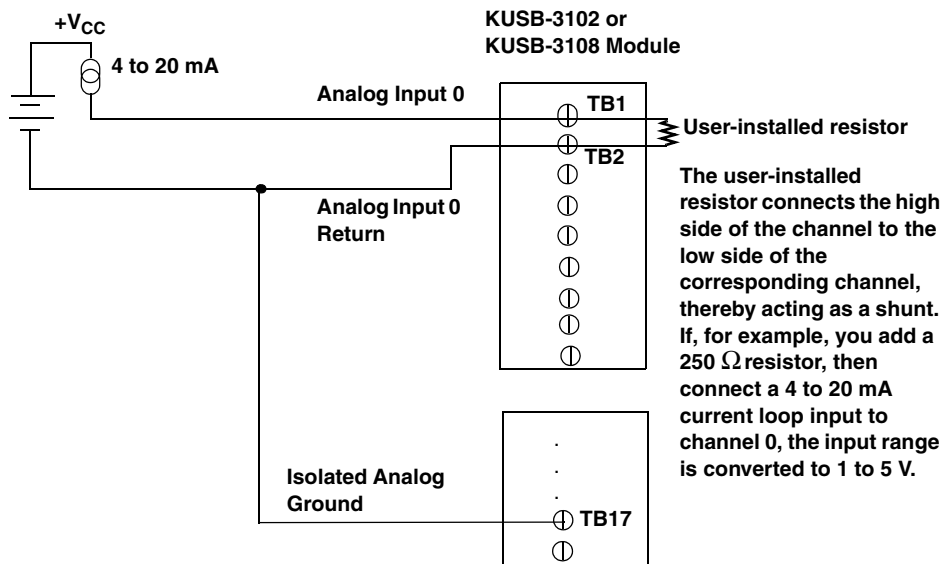 +VCC
4 to 20 mA
KUSB-3102 or
KUSB-3108 Module
Analog Input 0
TB1
User-installed resistor
TB2
Analog Input 0
Return
The user-installed
resistor connects the high
side of the channel to the
low side of the
corresponding channel,
thereby acting as a shunt.
If, for example, you add a
250 Ω resistor, then
connect a 4 to 20 mA
current loop input to
channel 0, the input range
is converted to 1 to 5 V.
.
.
.
Isolated Analog
Ground
TB17